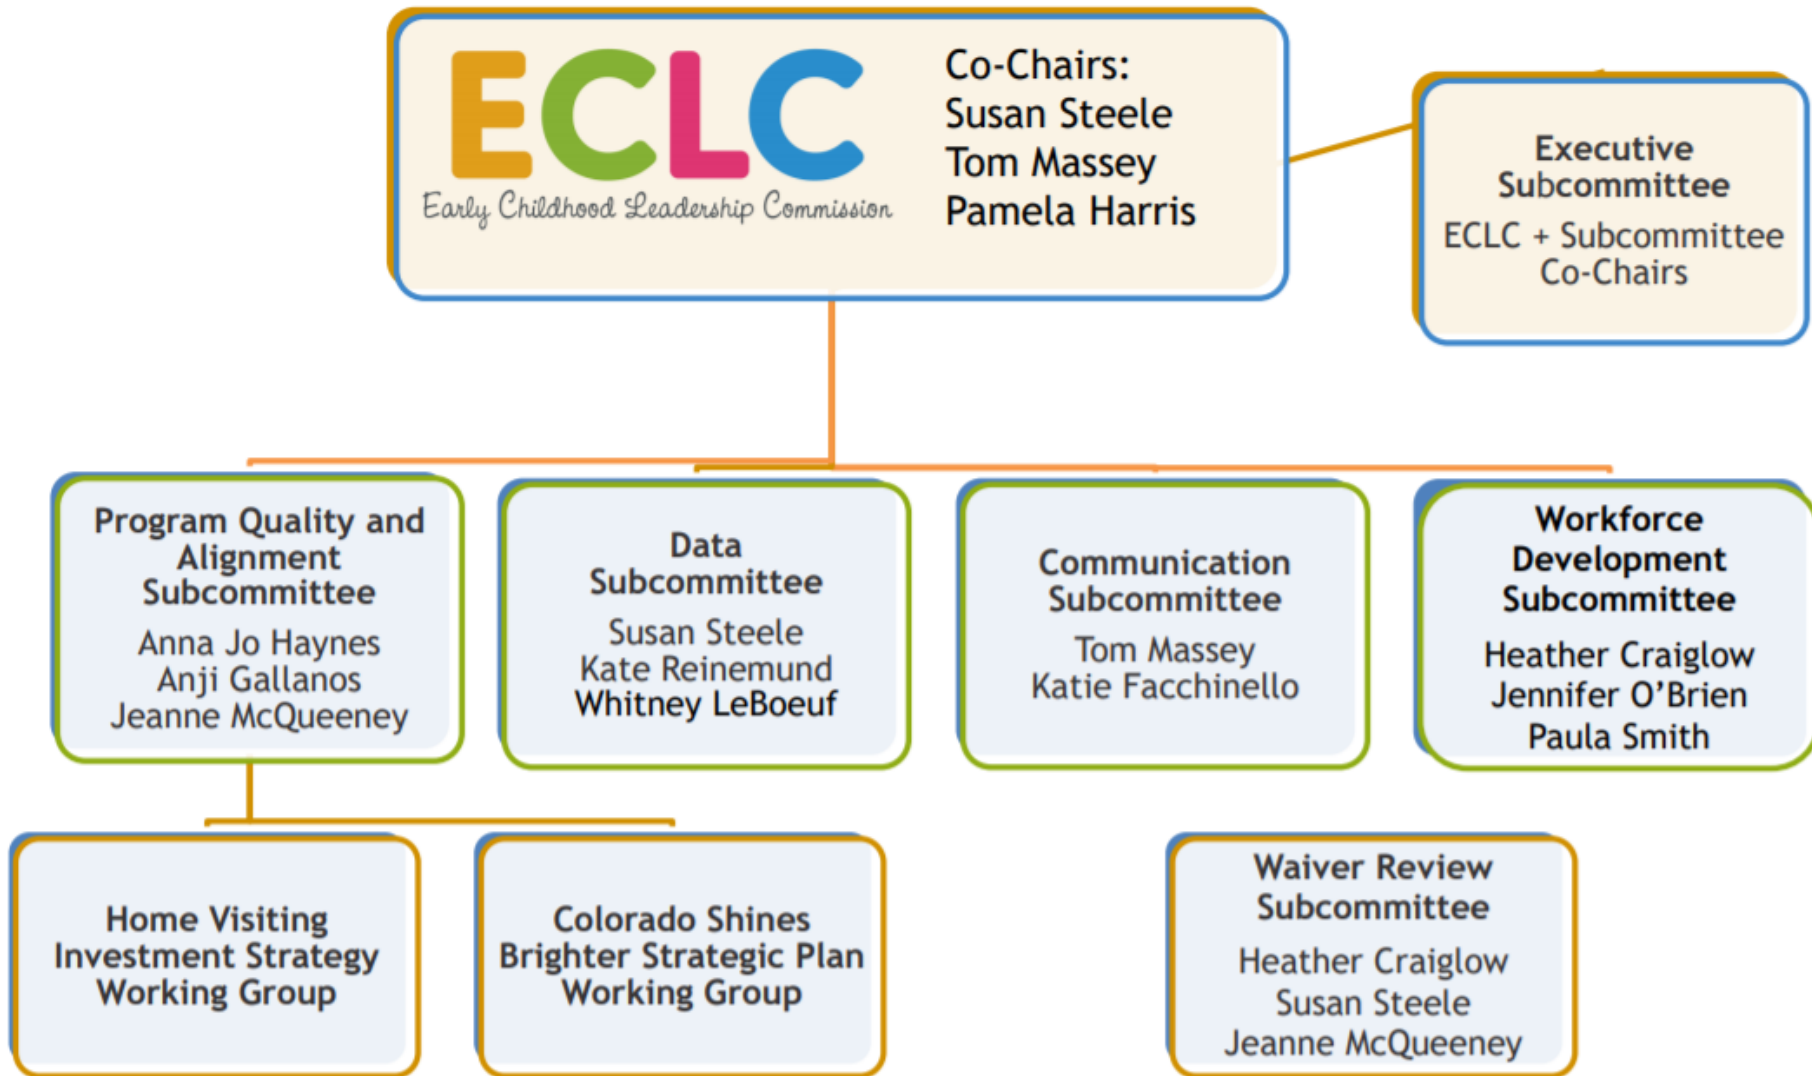 ECLC
Early Childhood Leadership Commission
Co-Chairs:
Susan Steele
Tom Massey
Pamela Harris
Executive
Subcommittee
ECLC + Subcommittee
Co-Chairs
Program Quality and
Alignment
Subcommittee
Anna Jo Haynes
Anji Gallanos
Jeanne McQueeney
Data
Subcommittee
Susan Steele
Kate Reinemund
Whitney LeBoeuf
Communication
Subcommittee
Tom Massey
Katie Facchinello
Workforce
Development
Subcommittee
Heather Craiglow
Jennifer O’Brien
Paula Smith
Home Visiting
Investment Strategy
Working Group
Colorado Shines
Brighter Strategic Plan
Working Group
Waiver Review
Subcommittee
Heather Craiglow
Susan Steele
Jeanne McQueeney